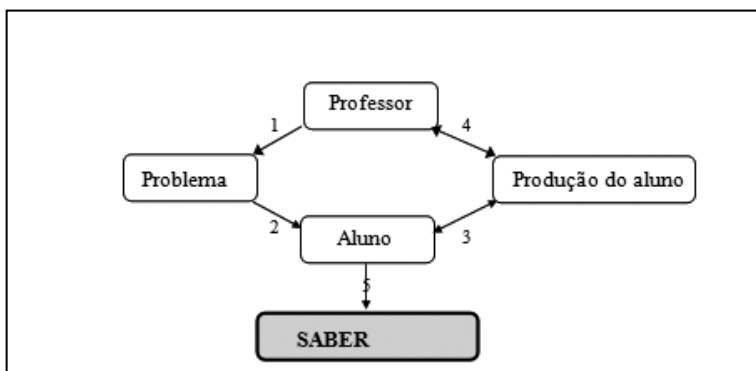 Professor
1
4
Problema
Produção do aluno
2
Aluno
3
5
SABER